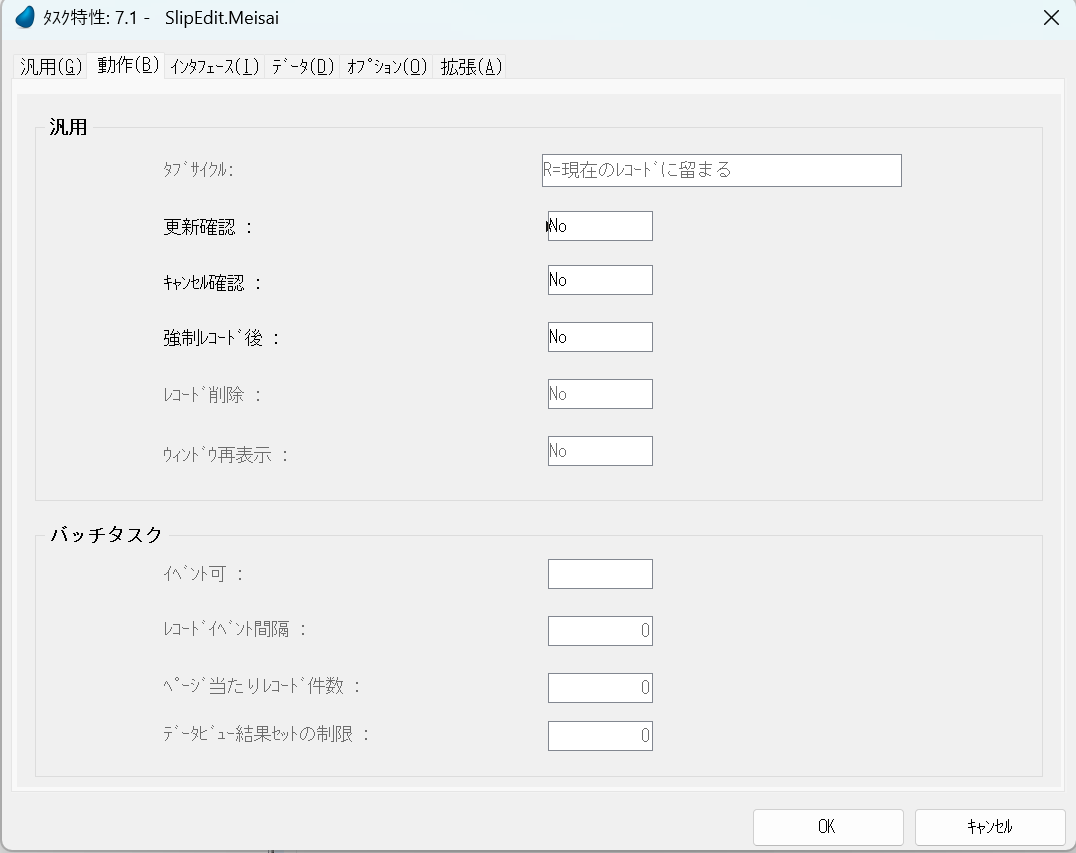 ﾀｽｸ特性: 7.1 -   SlipEdit.Meisai
汎用(G) 動作(B) ｲﾝﾀﾌｪｰｽ(I) ﾃﾞｰﾀ(D) ｵﾌﾟｼｮﾝ(O) 拡張(A)
汎用
ﾀﾌﾞｻｲｸﾙ: R=現在のﾚｺｰﾄﾞに留まる
更新確認 : No
ｷｬﾝｾﾙ確認 : No
強制ﾚｺｰﾄﾞ後 : No
ﾚｺｰﾄﾞ削除 : No
ｳｨﾝﾄﾞｳ再表示 : No
バッチタスク
ｲﾍﾞﾝﾄ可 :
ﾚｺｰﾄﾞｲﾍﾞﾝﾄ間隔 : 0
ﾍﾟｰｼﾞ当たりﾚｺｰﾄﾞ件数 : 0
ﾃﾞｰﾀﾋﾞｭｰ結果ｾｯﾄの制限 : 0
OK ｷｬﾝｾﾙ